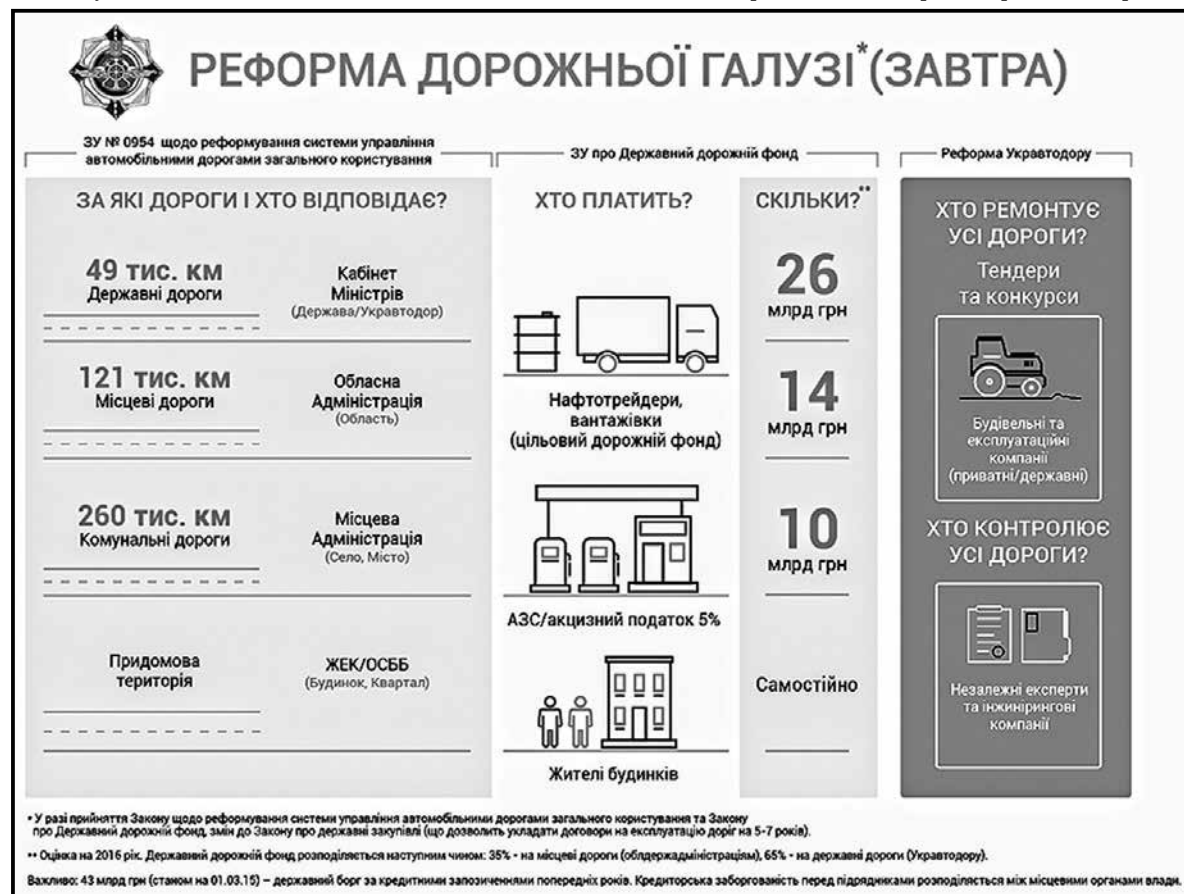 РЕФОРМА ДОРОЖНЬОЇ ГАЛУЗІ* (ЗАВТРА)
ЗУ № 0954 щодо реформування системи управління
автомобільними дорогами загального користування
ЗУ про Державний дорожній фонд
Реформа Укравтодору
ЗА ЯКІ ДОРОГИ І ХТО ВІДПОВІДАЄ?
49 тис. км
Державні дороги
Кабінет
Міністрів
(Держава/Укравтодор)
121 тис. км
Місцеві дороги
Обласна
Адміністрація
(Область)
260 тис. км
Комунальні дороги
Місцева
Адміністрація
(Село, Місто)
Придомова
територія
ЖЕК/ОСББ
(Будинок, Квартал)
ХТО ПЛАТИТЬ?
Нафтотрейдери,
вантажівки
(цільовий дорожній фонд)
АЗС/акцизний податок 5%
Жителі будинків
СКІЛЬКИ?**
26
млрд грн
14
млрд грн
10
млрд грн
Самостійно
ХТО РЕМОНТУЄ
УСІ ДОРОГИ?
Тендери
та конкурси
Будівельні та
експлуатаційні
компанії
(приватні/державні)
ХТО КОНТРОЛЮЄ
УСІ ДОРОГИ?
Незалежні експерти
та інжинірингові
компанії
* У разі прийняття Закону щодо реформування системи управління автомобільними дорогами загального користування та Закону
про Державний дорожній фонд, змін до Закону про державні закупівлі (що дозволить укладати договори на експлуатацію доріг на 5-7 років).
** Оцінка на 2016 рік. Державний дорожній фонд розподіляється наступним чином: 35% - на місцеві дороги (облдержадміністраціям), 65% - на державні дороги (Укравтодору).
Важливо: 43 млрд грн (станом на 01.03.15) – державний борг за кредитними запозиченнями попередніх років. Кредиторська заборгованість перед підрядниками розподіляється між місцевими органами влади.